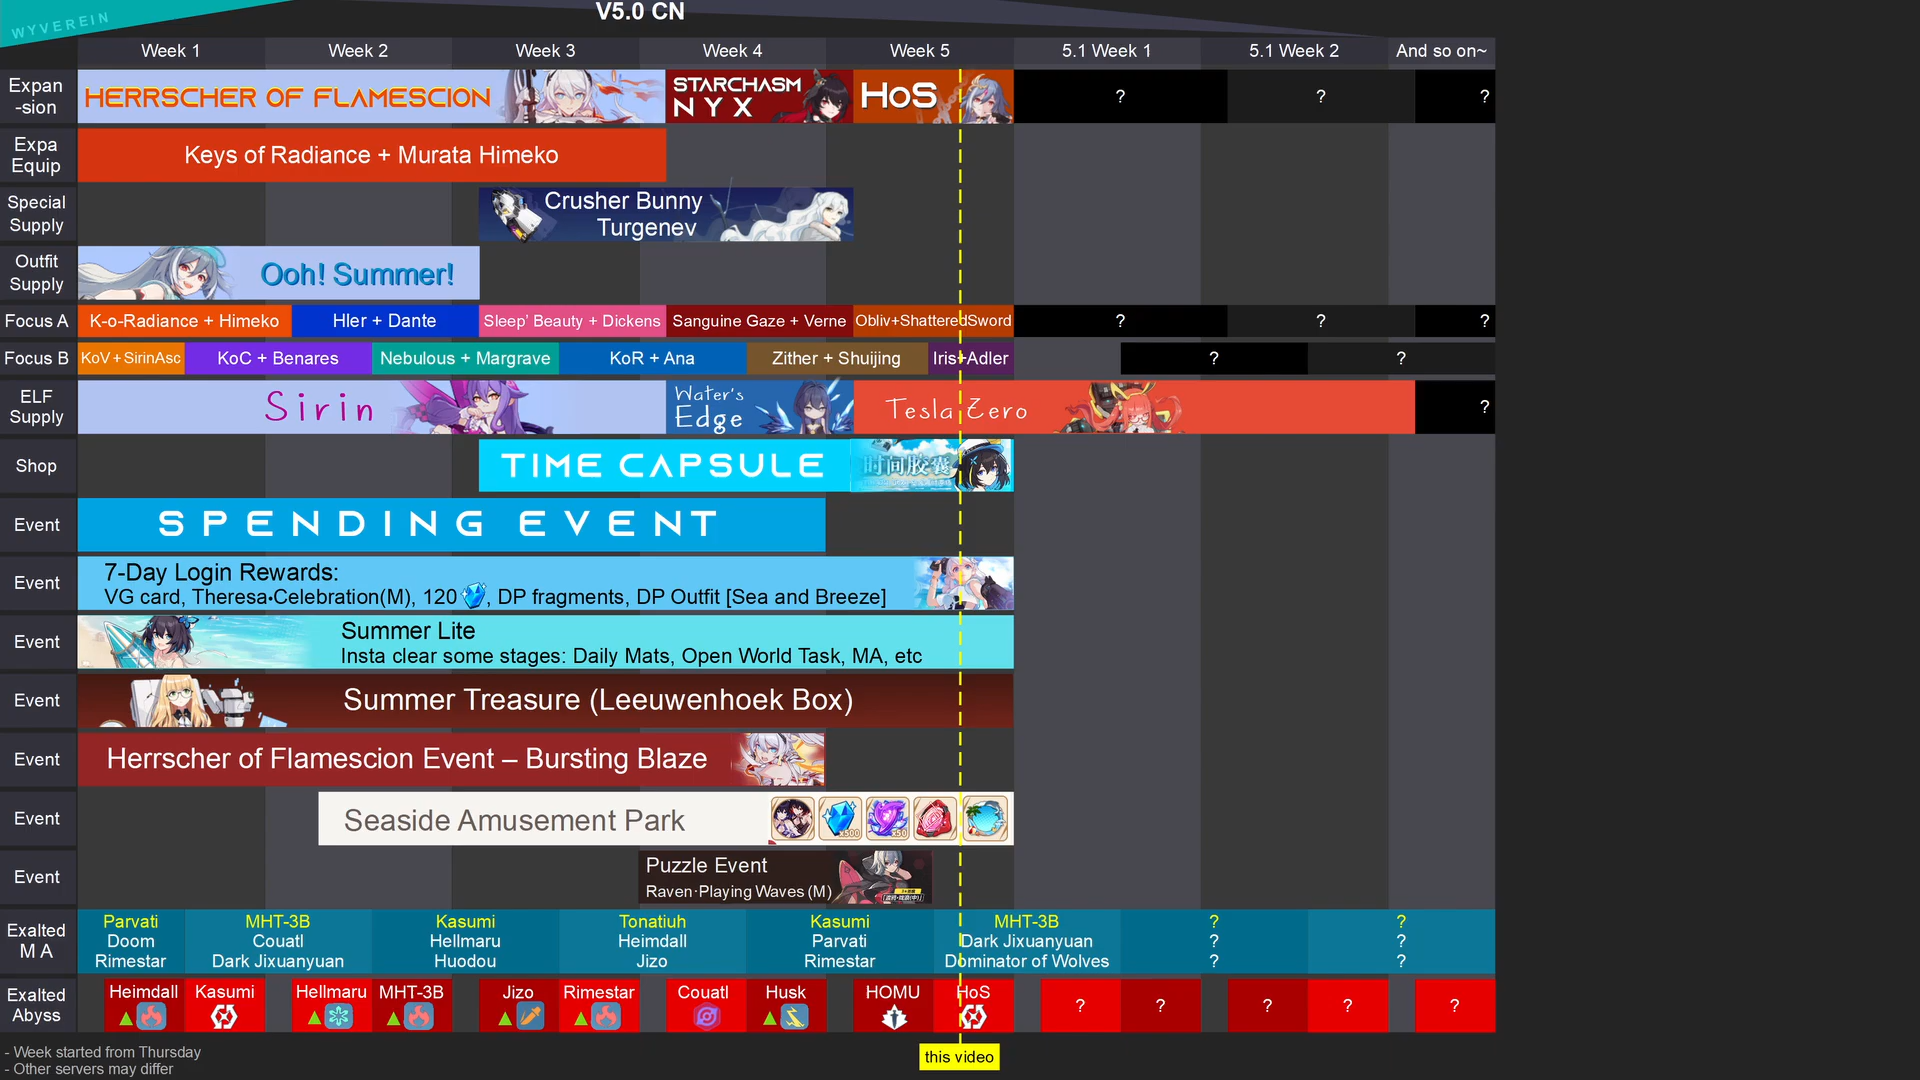 WYVEREIN
V5.0 CN
Week 1 Week 2 Week 3 Week 4 Week 5 5.1 Week 1 5.1 Week 2 And so on~
Expan
-sion
HERRSCHER OF FLAMESCION
STARCHASM
NYX
HoS
? ? ?
Expa
Equip
Keys of Radiance + Murata Himeko
Special
Supply
Crusher Bunny
Turgenev
Outfit
Supply
Ooh! Summer!
Focus A K-o-Radiance + Himeko Hler + Dante Sleep' Beauty + Dickens Sanguine Gaze + Verne Obliv+ShatteredSword ? ? ?
Focus B KoV + SirinAsc KoC + Benares Nebulous + Margrave KoR + Ana Zither + Shuijing Iris+Adler ? ?
ELF
Supply
Sirin
Water's
Edge
Tesla Zero
?
Shop TIME CAPSULE 时间胶囊
Event SPENDING EVENT
Event
7-Day Login Rewards:
VG card, Theresa•Celebration(M), 120 , DP fragments, DP Outfit [Sea and Breeze]
Event
Summer Lite
Insta clear some stages: Daily Mats, Open World Task, MA, etc
Event Summer Treasure (Leeuwenhoek Box)
Event Herrscher of Flamescion Event – Bursting Blaze
Event Seaside Amusement Park x500 x50
Event
Puzzle Event
Raven·Playing Waves (M)
Exalted
M A
Parvati MHT-3B Kasumi Tonatiuh Kasumi MHT-3B ? ?
Doom Couatl Hellmaru Heimdall Parvati Dark Jixuanyuan ? ?
Rimestar Dark Jixuanyuan Huodou Jizo Rimestar Dominator of Wolves ? ?
Exalted
Abyss
Heimdall Kasumi Hellmaru MHT-3B Jizo Rimestar Couatl Husk HOMU HoS ? ? ? ? ?
this video
- Week started from Thursday
- Other servers may differ